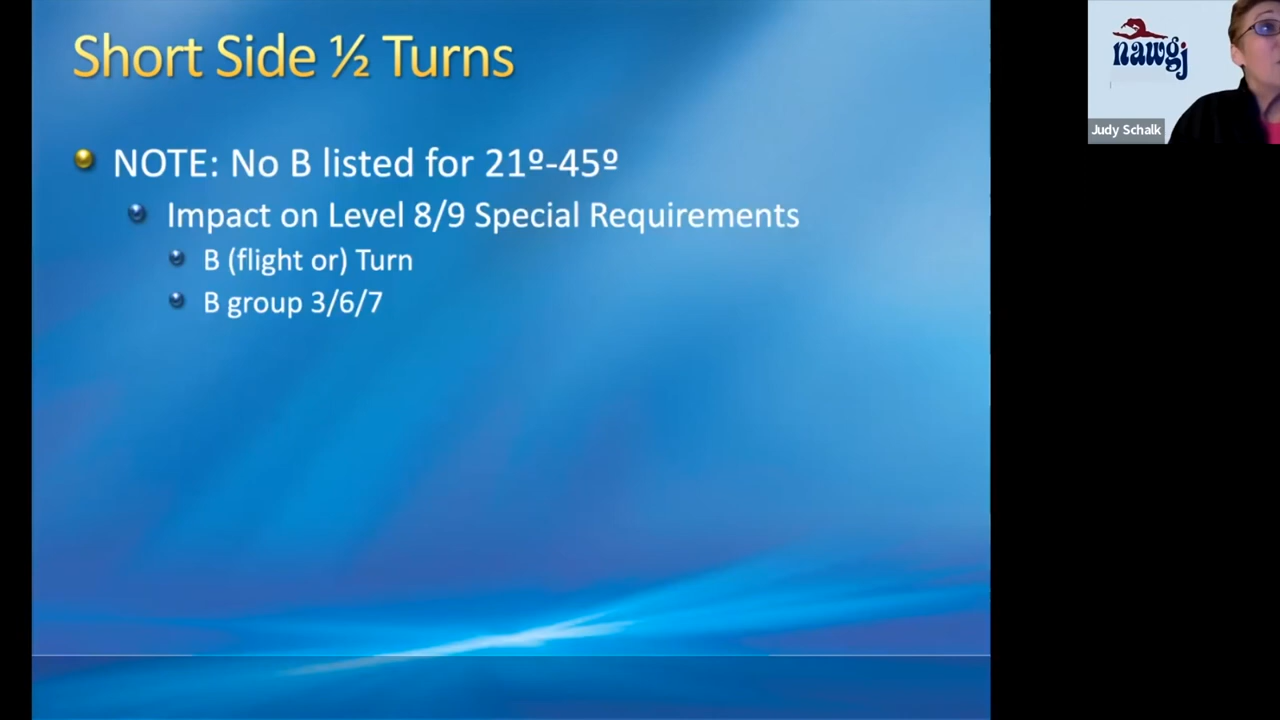 Short Side ½ Turns
NOTE: No B listed for 21º-45º
Impact on Level 8/9 Special Requirements
B (flight or) Turn
B group 3/6/7
nawgj
Judy Schalk